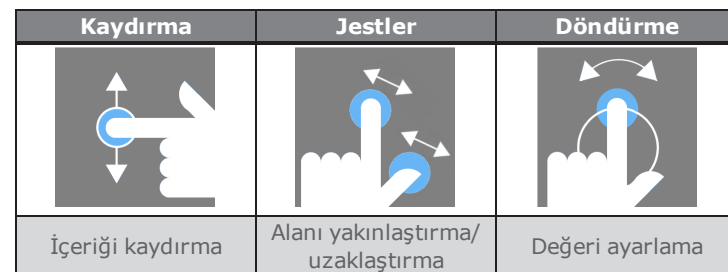 Kaydırma
Jestler
Döndürme
İçeriği kaydırma
Alanı yakınlaştırma/
uzaklaştırma
Değeri ayarlama